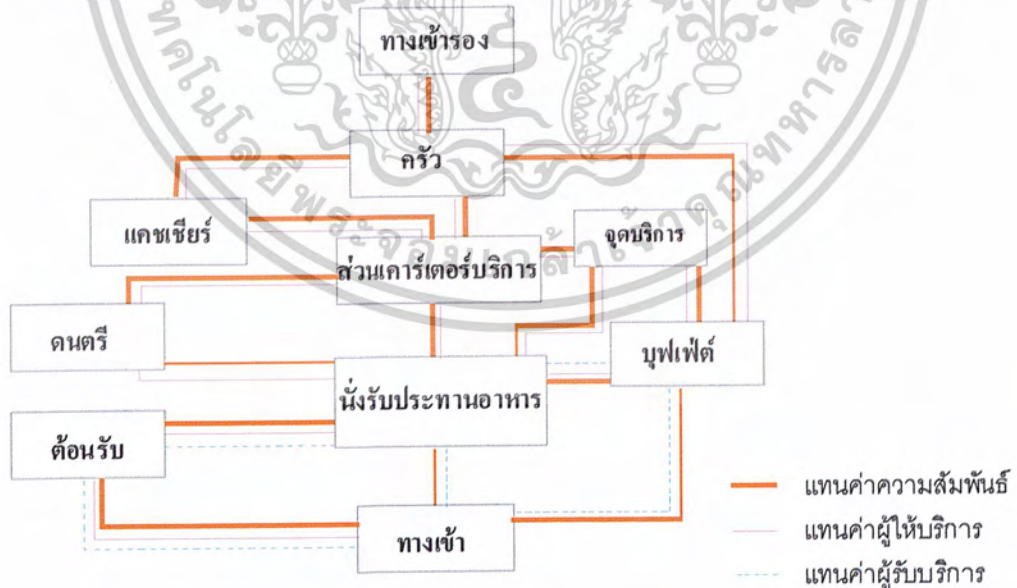 ทางเข้ารอง
ครัว
แคชเชียร์
จุดบริการ
ส่วนเคาร์เตอร์บริการ
ดนตรี
บุฟเฟ่ต์
นั่งรับประทานอาหาร
ต้อนรับ
ทางเข้า
แทนค่าความสัมพันธ์
แทนค่าผู้ให้บริการ
แทนค่าผู้รับบริการ